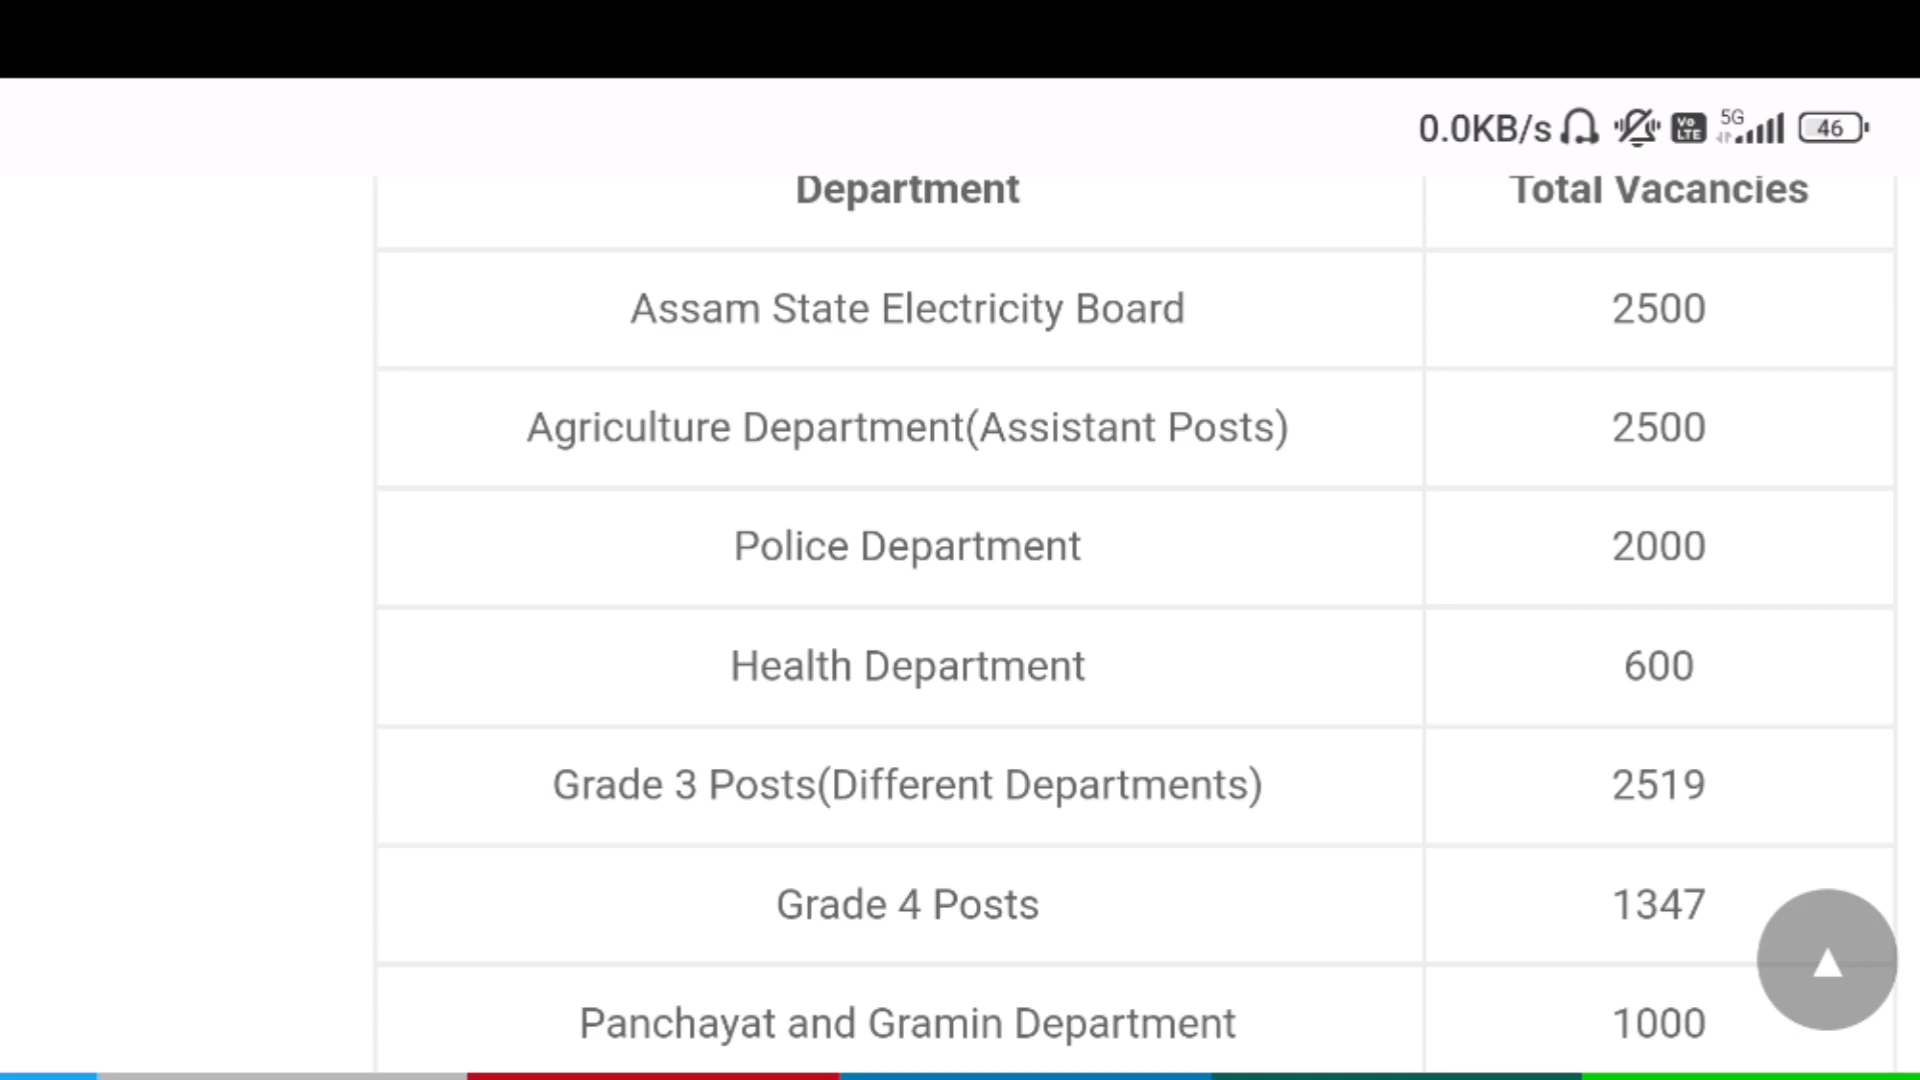 0.0KB/s Vo LTE 5G 46
Department Total Vacancies
Assam State Electricity Board 2500
Agriculture Department(Assistant Posts) 2500
Police Department 2000
Health Department 600
Grade 3 Posts(Different Departments) 2519
Grade 4 Posts 1347
Panchayat and Gramin Department 1000